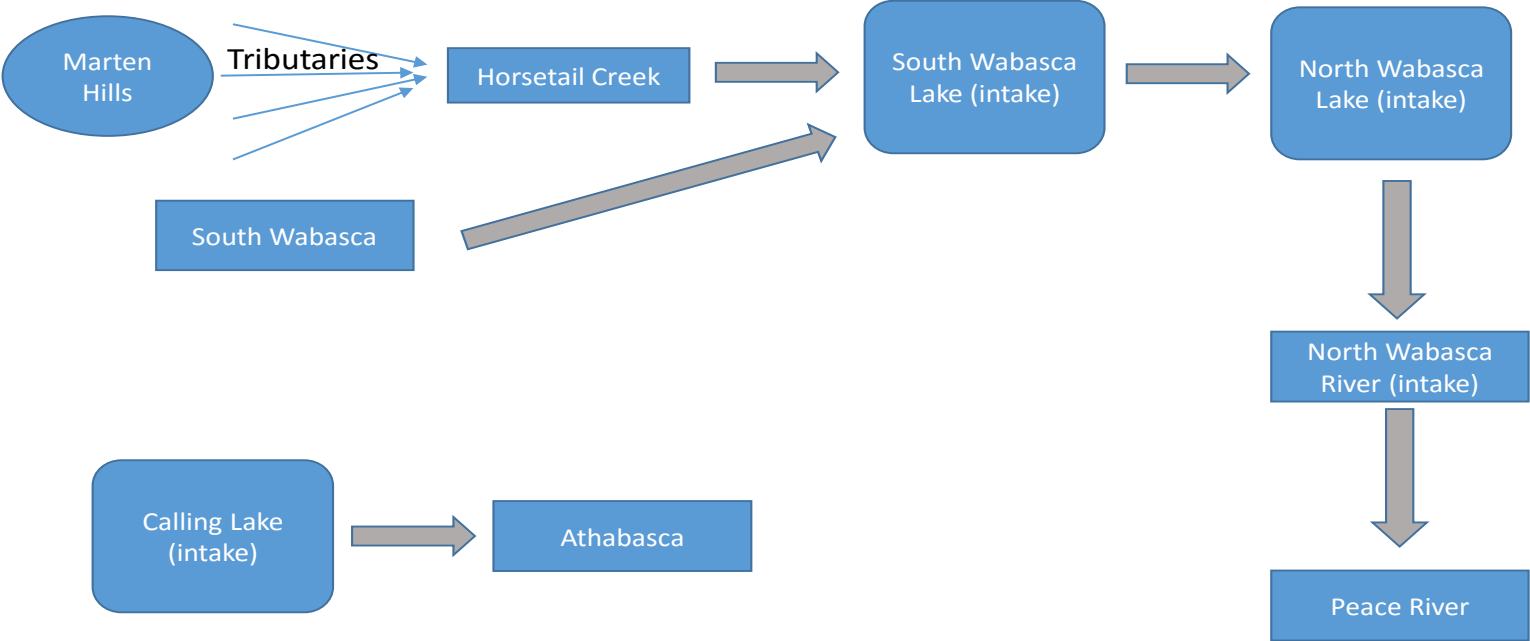 Marten
Hills
Tributaries
Horsetail Creek
South Wabasca
Lake (intake)
North Wabasca
Lake (intake)
South Wabasca
North Wabasca
River (intake)
Calling Lake
(intake)
Athabasca
Peace River